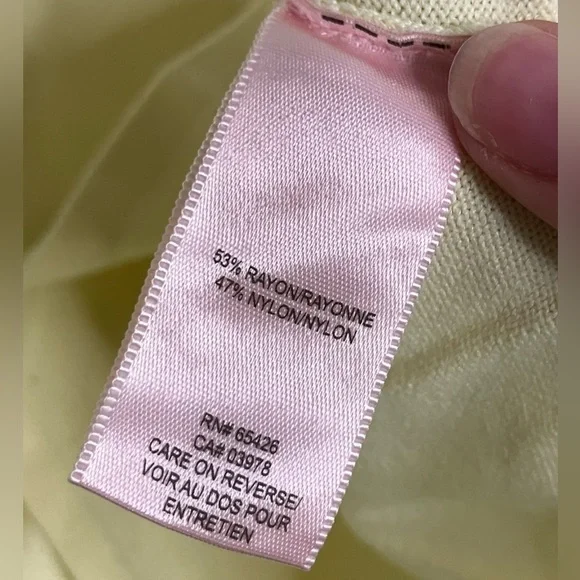 53% RAYON/RAYONNE
47% NYLON/NYLON
RN# 65426
CA# 03978
CARE ON REVERSE/
VOIR AU DOS POUR
ENTRETIEN